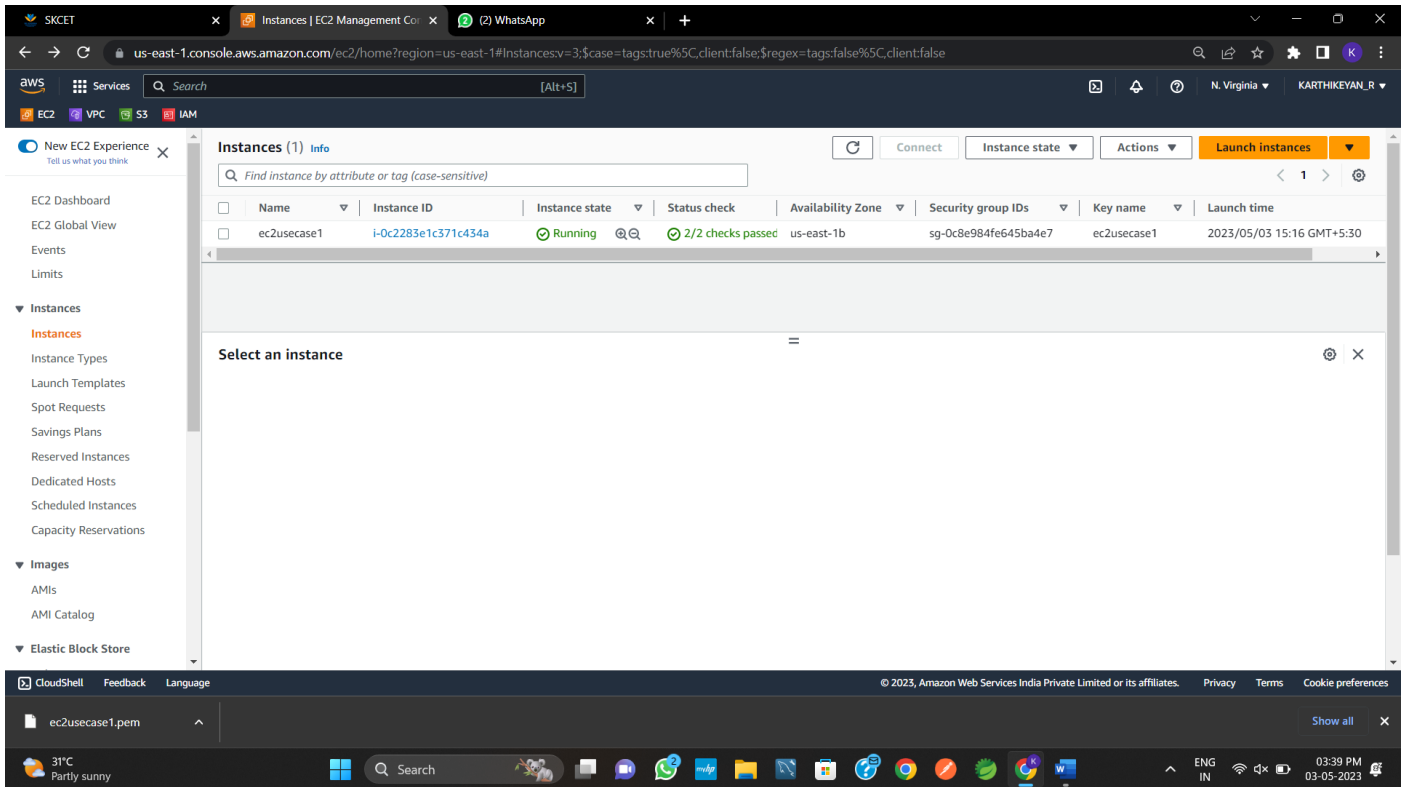 SKCET
Instances | EC2 Management Con
(2) WhatsApp
us-east-1.console.aws.amazon.com/ec2/home?region=us-east-1#Instances:v=3;$case=tags:true%5C,client:false;$regex=tags:false%5C,client:false
K
aws
Services
Search
[Alt+S]
N. Virginia
KARTHIKEYAN_R
EC2
VPC
S3
IAM
New EC2 Experience
Tell us what you think
EC2 Dashboard
EC2 Global View
Events
Limits
Instances
Instances
Instance Types
Launch Templates
Spot Requests
Savings Plans
Reserved Instances
Dedicated Hosts
Scheduled Instances
Capacity Reservations
Images
AMIs
AMI Catalog
Elastic Block Store
Instances (1) Info
Connect
Instance state
Actions
Launch instances
Find instance by attribute or tag (case-sensitive)
1
Name Instance ID Instance state Status check Availability Zone Security group IDs Key name Launch time
ec2usecase1 i-0c2283e1c371c434a Running 2/2 checks passed us-east-1b sg-0c8e984fe645ba4e7 ec2usecase1 2023/05/03 15:16 GMT+5:30
Select an instance
CloudShell Feedback Language
© 2023, Amazon Web Services India Private Limited or its affiliates. Privacy Terms Cookie preferences
ec2usecase1.pem
Show all
31°C
Partly sunny
Search
2
mhp
K
W
ENG
IN
03:39 PM
03-05-2023